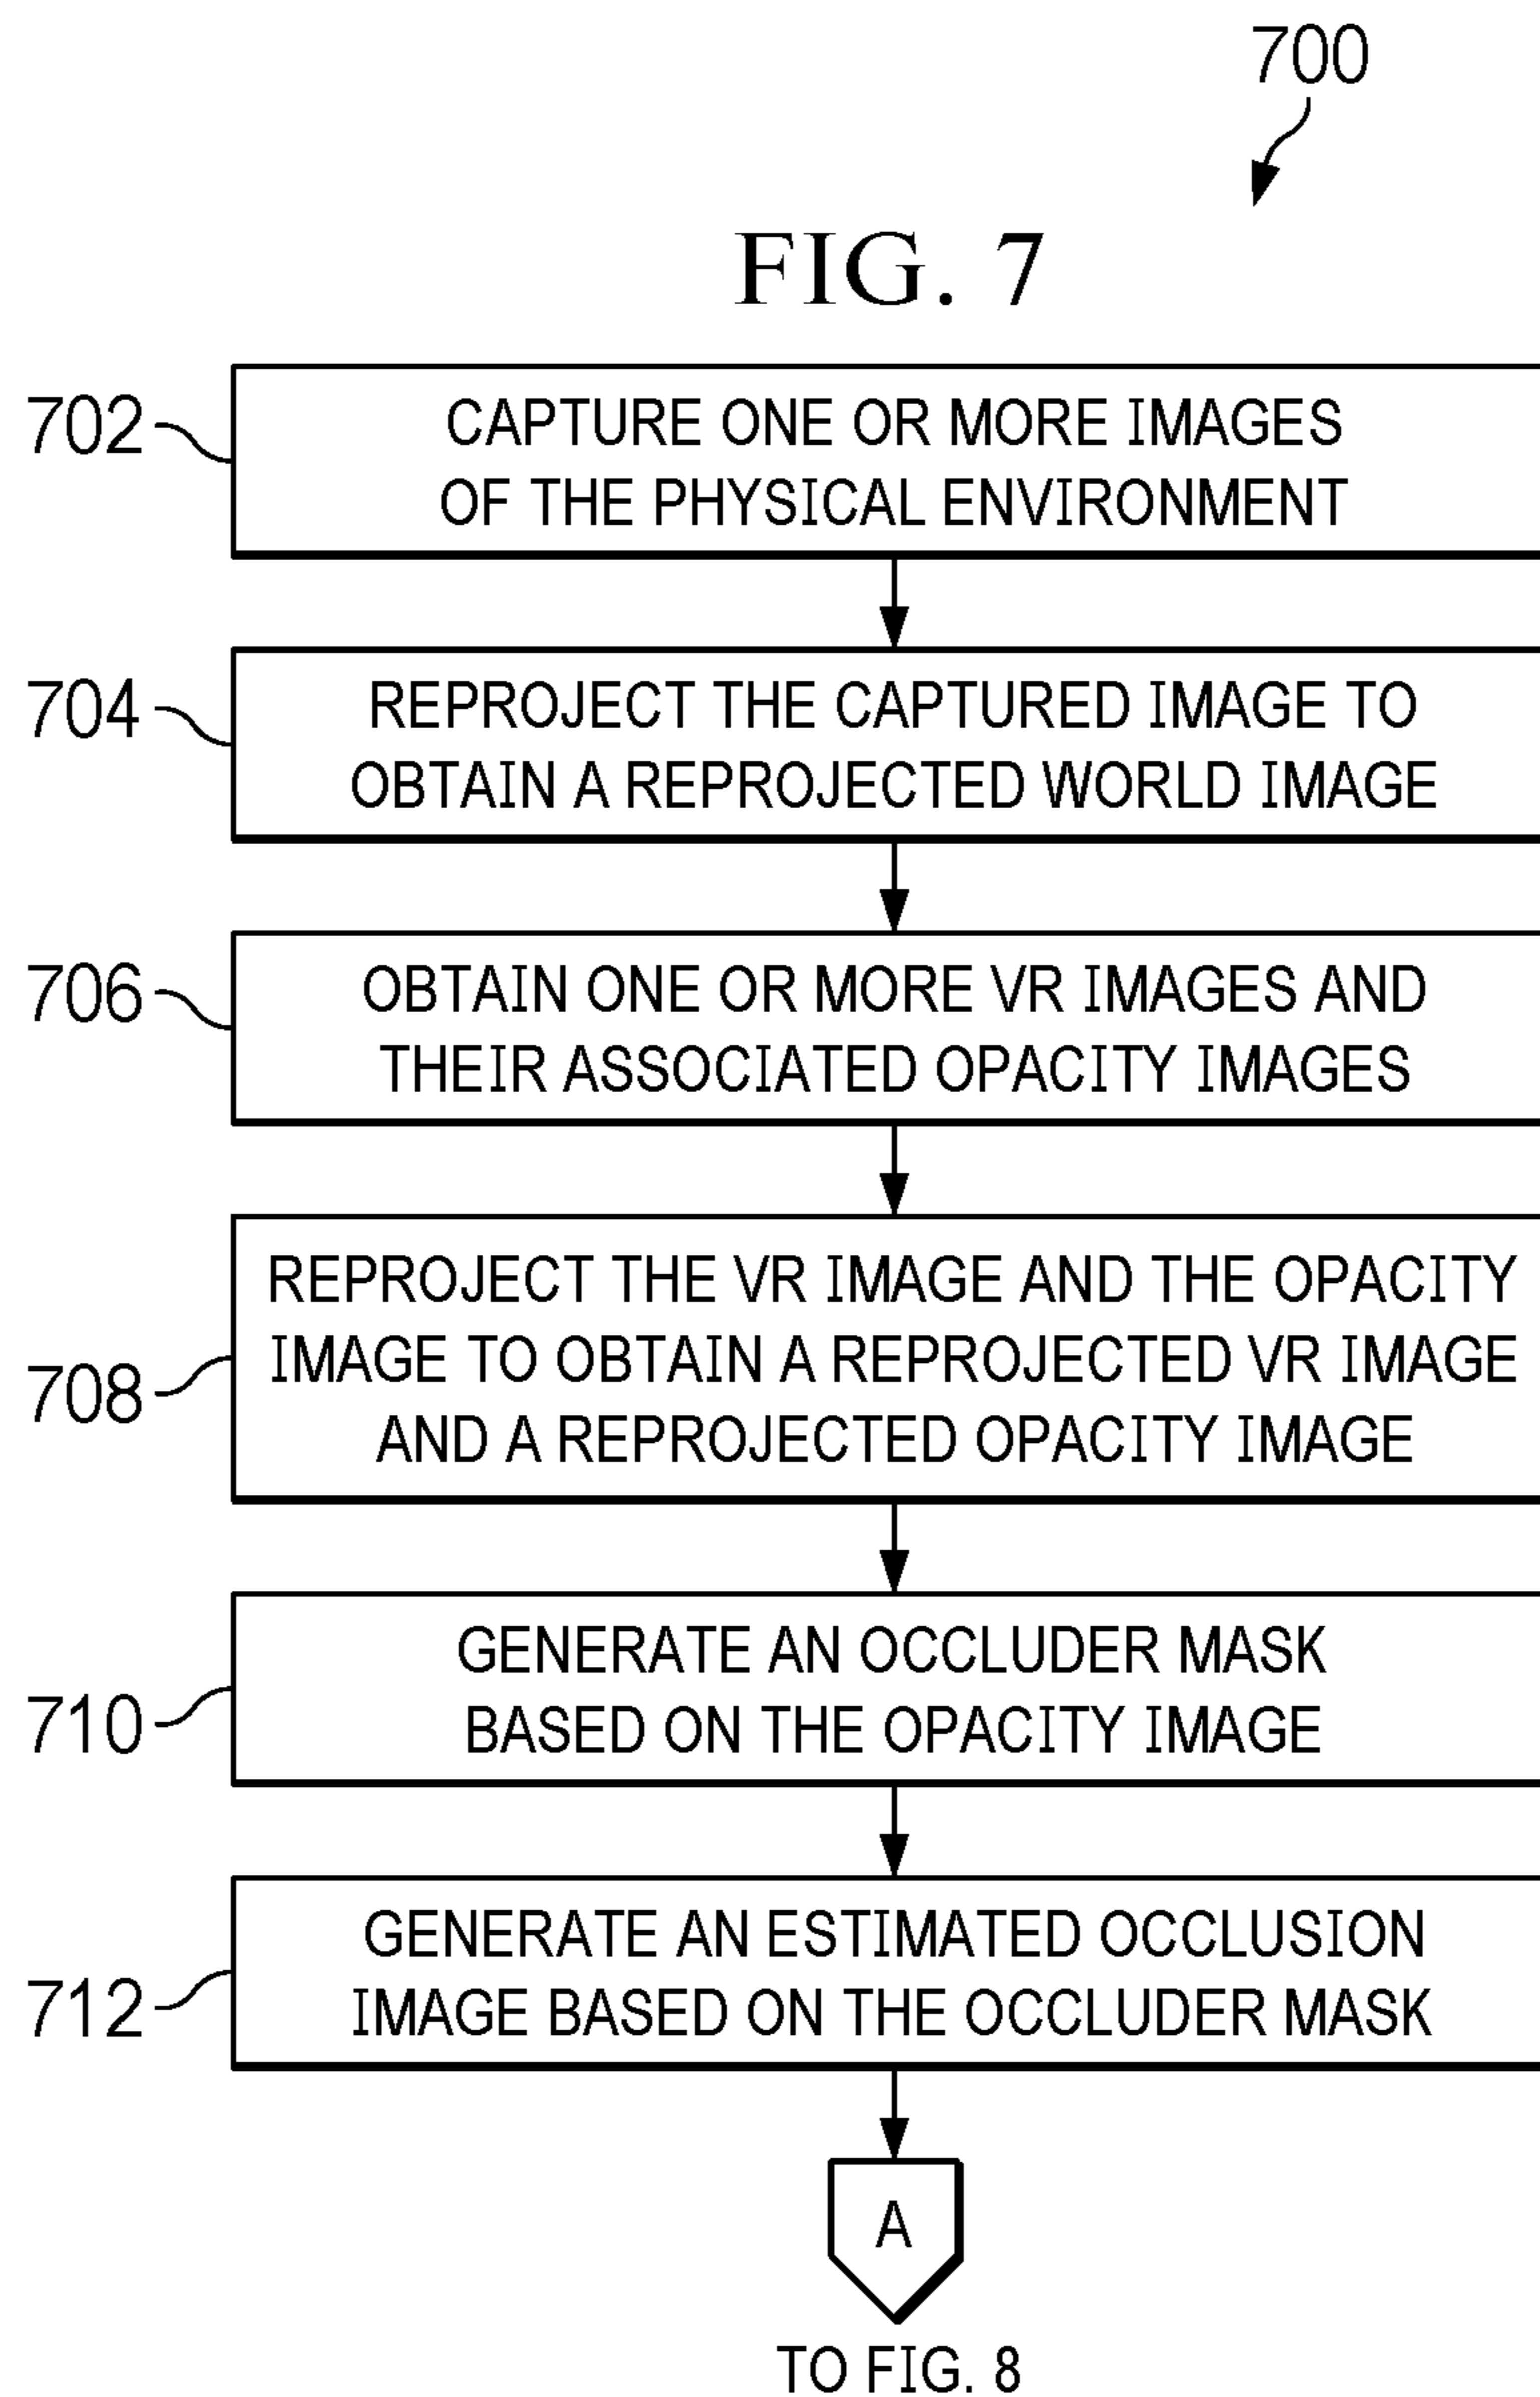 700
FIG. 7
702
CAPTURE ONE OR MORE IMAGES
OF THE PHYSICAL ENVIRONMENT
704
REPROJECT THE CAPTURED IMAGE TO
OBTAIN A REPROJECTED WORLD IMAGE
706
OBTAIN ONE OR MORE VR IMAGES AND
THEIR ASSOCIATED OPACITY IMAGES
708
REPROJECT THE VR IMAGE AND THE OPACITY
IMAGE TO OBTAIN A REPROJECTED VR IMAGE
AND A REPROJECTED OPACITY IMAGE
710
GENERATE AN OCCLUDER MASK
BASED ON THE OPACITY IMAGE
712
GENERATE AN ESTIMATED OCCLUSION
IMAGE BASED ON THE OCCLUDER MASK
A
TO FIG. 8